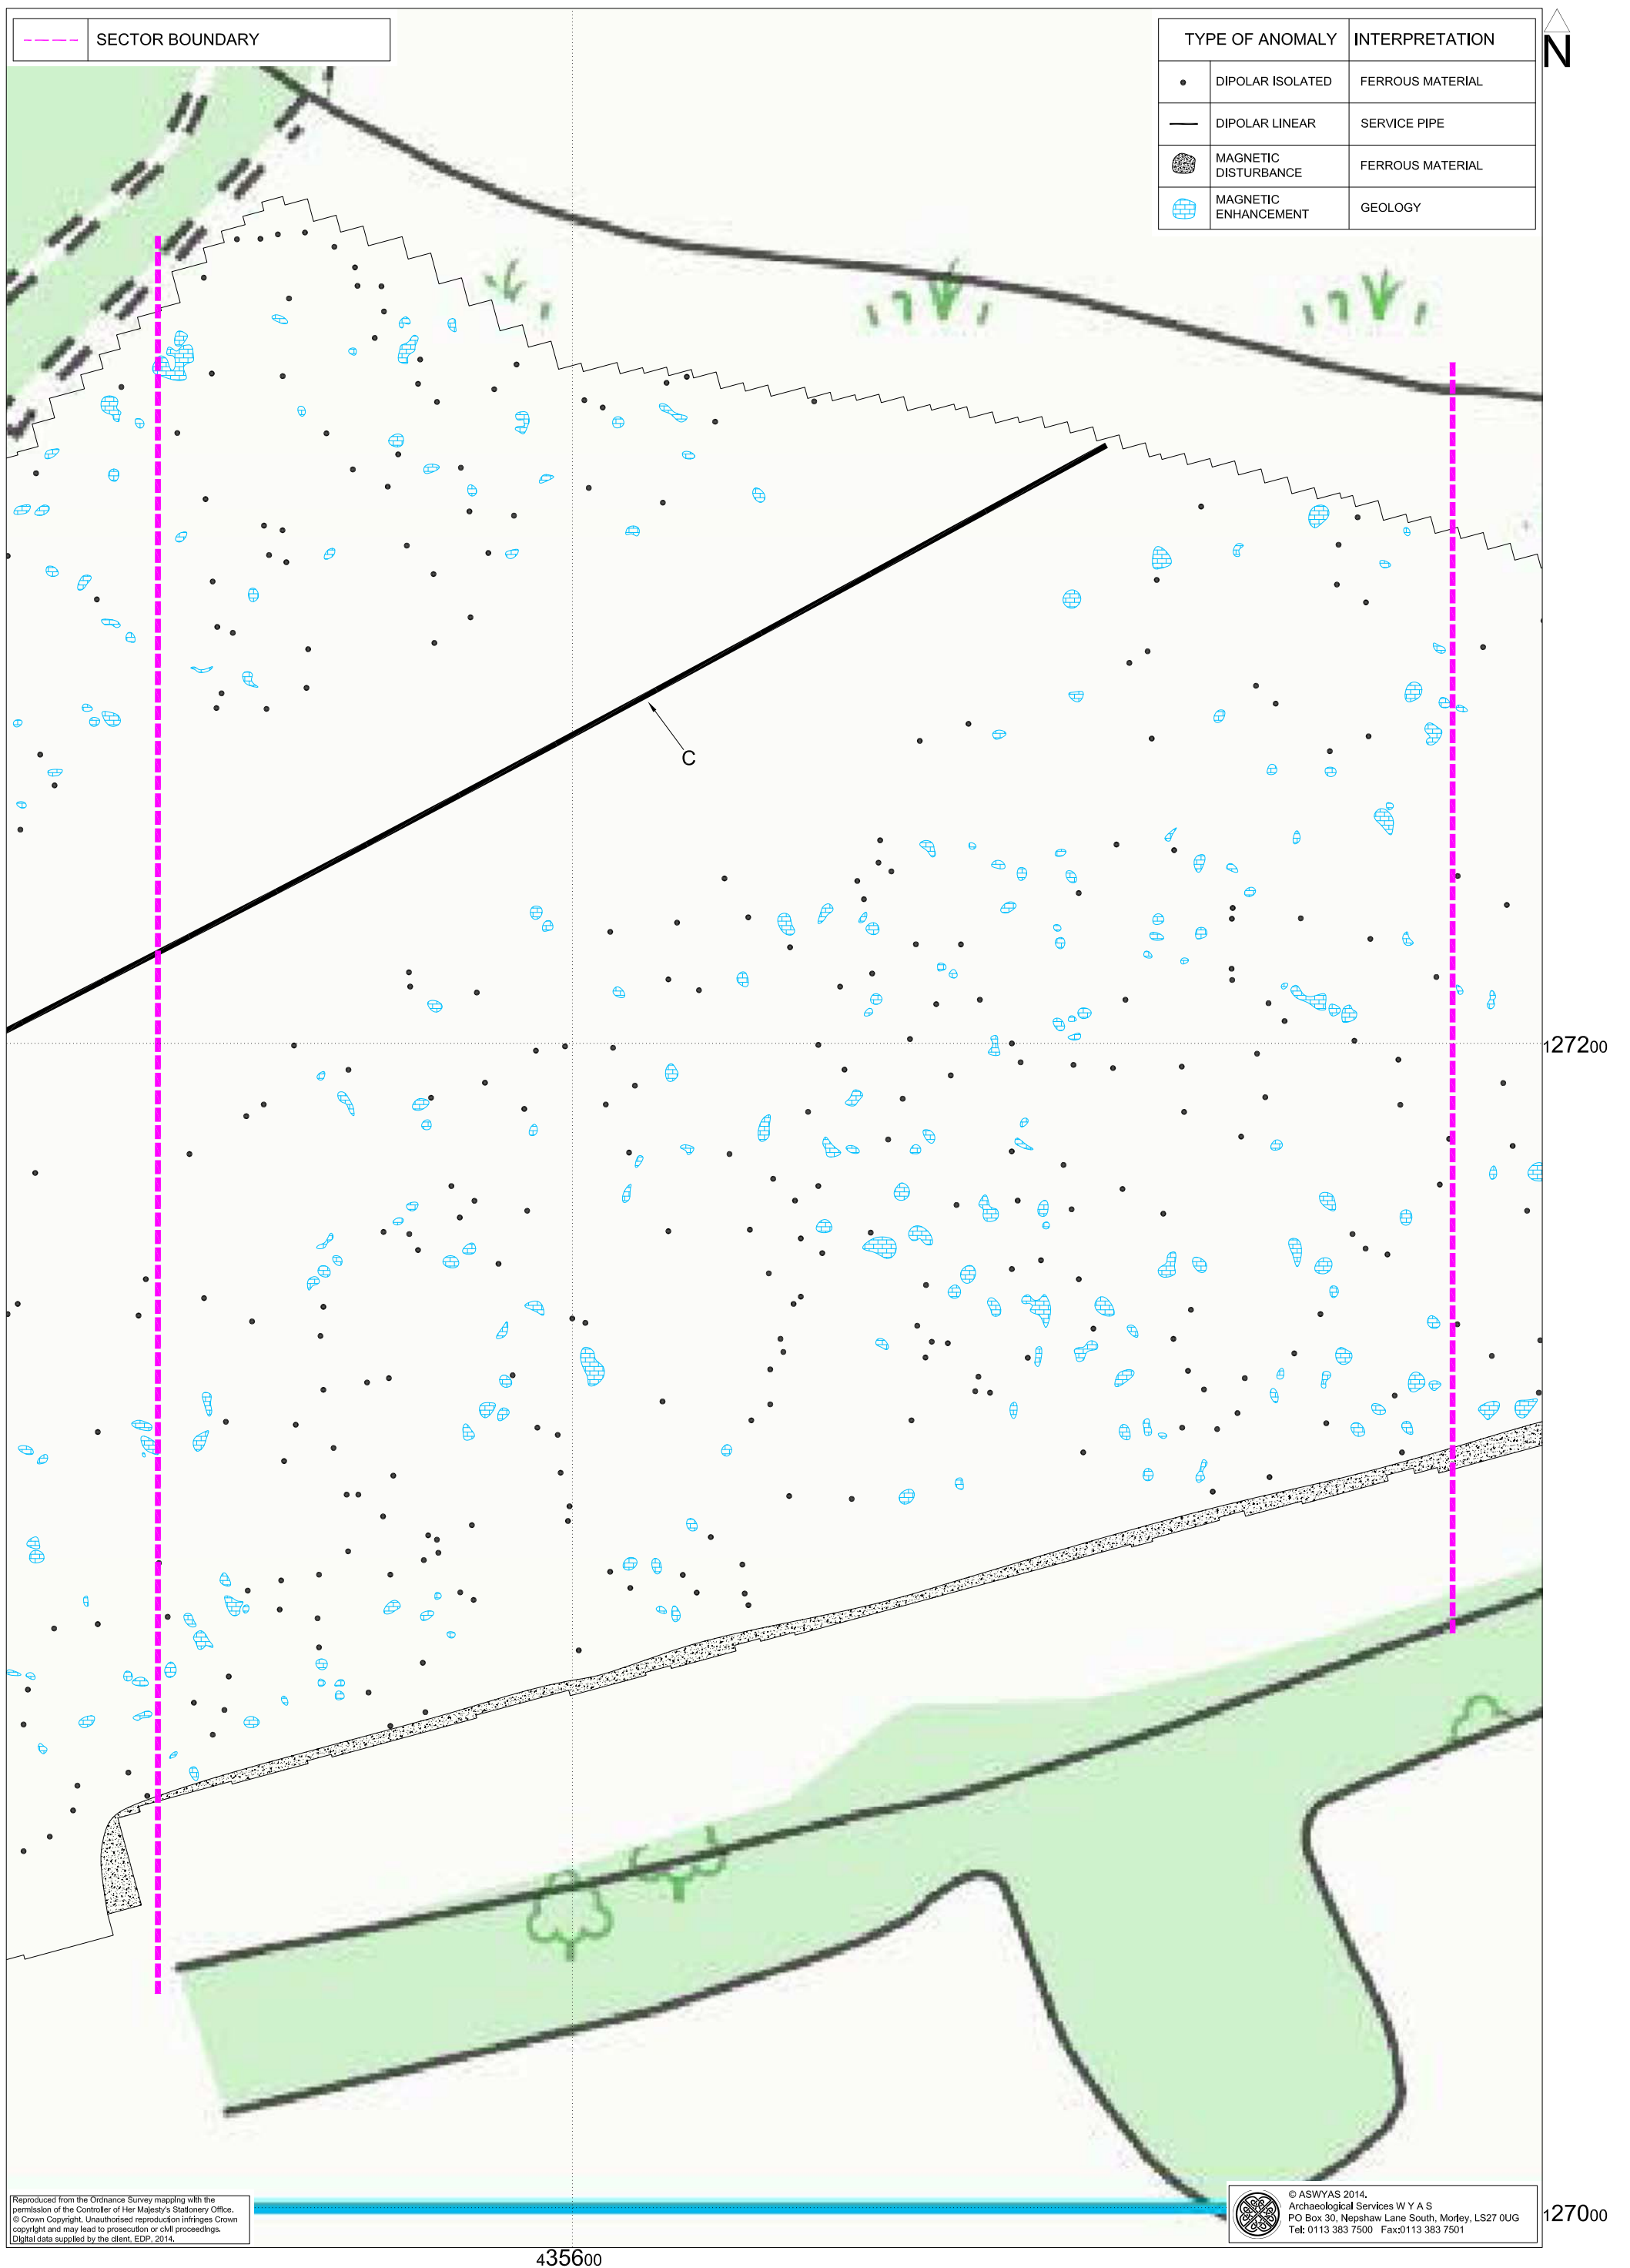 SECTOR BOUNDARY
TYPE OF ANOMALY INTERPRETATION
DIPOLAR ISOLATED FERROUS MATERIAL
DIPOLAR LINEAR SERVICE PIPE
MAGNETIC
DISTURBANCE
FERROUS MATERIAL
MAGNETIC
ENHANCEMENT
GEOLOGY
N
C
127200
Reproduced from the Ordnance Survey mapping with the
permission of the Controller of Her Majesty's Stationery Office.
© Crown Copyright. Unauthorised reproduction infringes Crown
copyright and may lead to prosecution or civil proceedings.
Digital data supplied by the client, EDP, 2014.
© ASWYAS 2014.
Archaeological Services W Y A S
PO Box 30, Nepshaw Lane South, Morley, LS27 0UG
Tel: 0113 383 7500 Fax:0113 383 7501
127000
435600